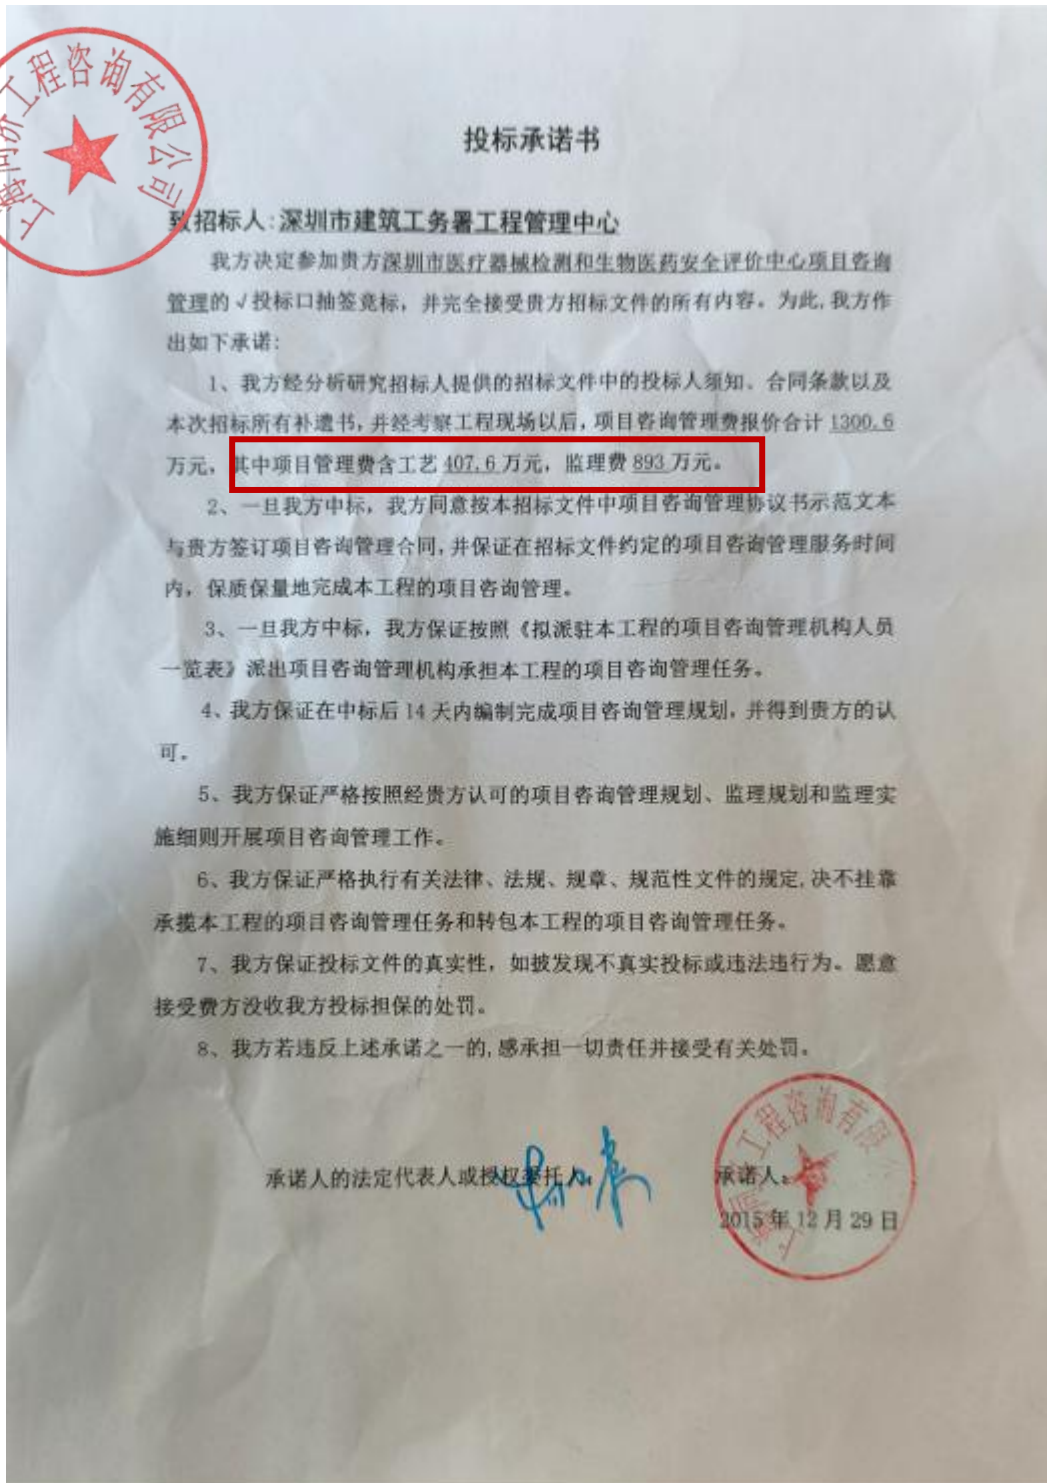 工程咨询有限公司
投标承诺书
致招标人:深圳市建筑工务署工程管理中心
我方决定参加贵方深圳市医疗器械检测和生物医药安全评价中心项目咨询
管理的√投标口抽签竞标，并完全接受贵方招标文件的所有内容。为此,我方作
出如下承诺:
1、我方经分析研究招标人提供的招标文件中的投标人须知、合同条款以及
本次招标所有补遗书,并经考察工程现场以后,项目咨询管理费报价合计 1300.6
万元，其中项目管理费含工艺 407.6 万元，监理费 893 万元。
2、一旦我方中标，我方同意按本招标文件中项目咨询管理协议书示范文本
与贵方签订项目咨询管理合同,并保证在招标文件约定的项目咨询管理服务时间
内，保质保量地完成本工程的项目咨询管理。
3、一旦我方中标，我方保证按照《拟派驻本工程的项目咨询管理机构人员
一览表》派出项目咨询管理机构承担本工程的项目咨询管理任务。
4、我方保证在中标后 14 天内编制完成项目咨询管理规划,并得到贵方的认
可。
5、我方保证严格按照经贵方认可的项目咨询管理规划、监理规划和监理实
施细则开展项目咨询管理工作。
6、我方保证严格执行有关法律、法规、规章、规范性文件的规定,决不挂靠
承揽本工程的项目咨询管理任务和转包本工程的项目咨询管理任务。
7、我方保证投标文件的真实性，如披发现不真实投标或违法违行为。愿意
接受费方没收我方投标担保的处罚。
8、我方若违反上述承诺之一的,感承担一切责任并接受有关处罚。
工程咨询有限
承诺人的法定代表人或授权委托人:
承诺人:
2015 年 12 月 29 日